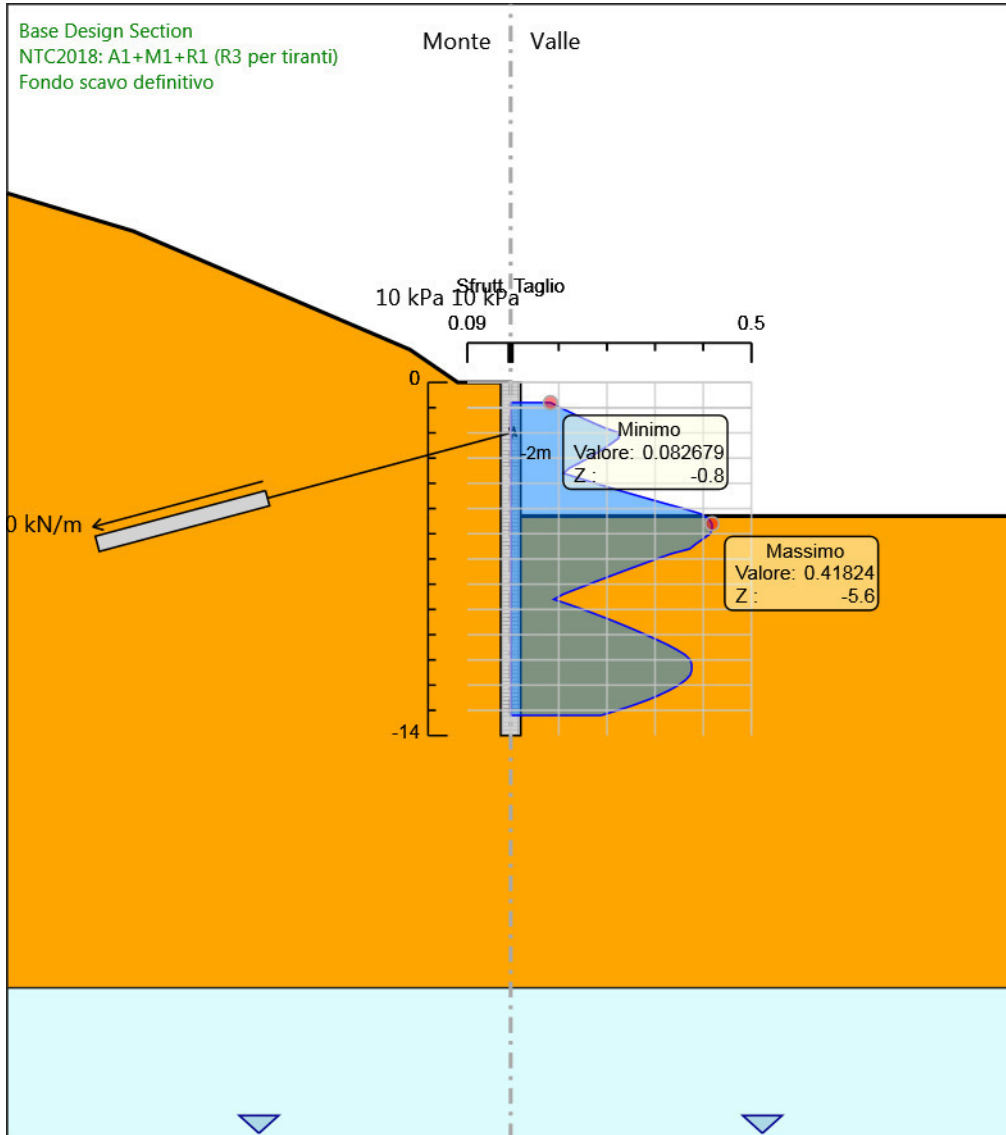 Base Design Section
NTC2018: A1+M1+R1 (R3 per tiranti)
Fondo scavo definitivo
Monte
Valle
Sfrutt. Taglio
10 kPa 10 kPa
0.09
0.5
0
Minimo
Valore: 0.082679
Z : -0.8
-2m
0 kN/m
Massimo
Valore: 0.41824
Z : -5.6
-14